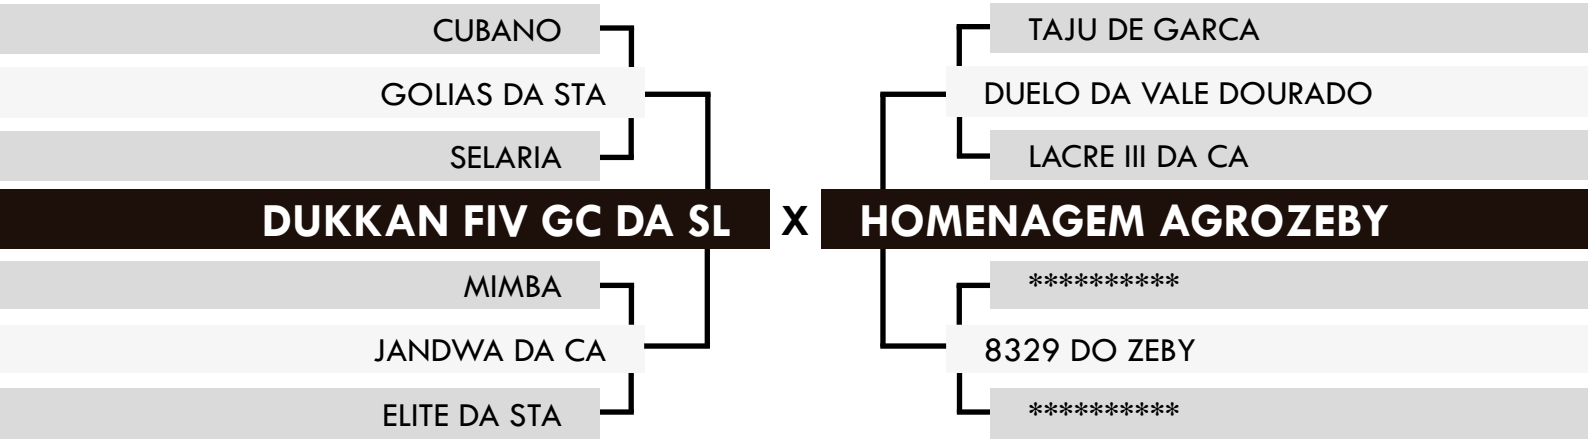 CUBANO
GOLIAS DA STA
SELARIA
DUKKAN FIV GC DA SL
MIMBA
JANDWA DA CA
ELITE DA STA
X
TAJU DE GARCA
DUELO DA VALE DOURADO
LACRE III DA CA
HOMENAGEM AGROZEBY
**********
8329 DO ZEBY
**********